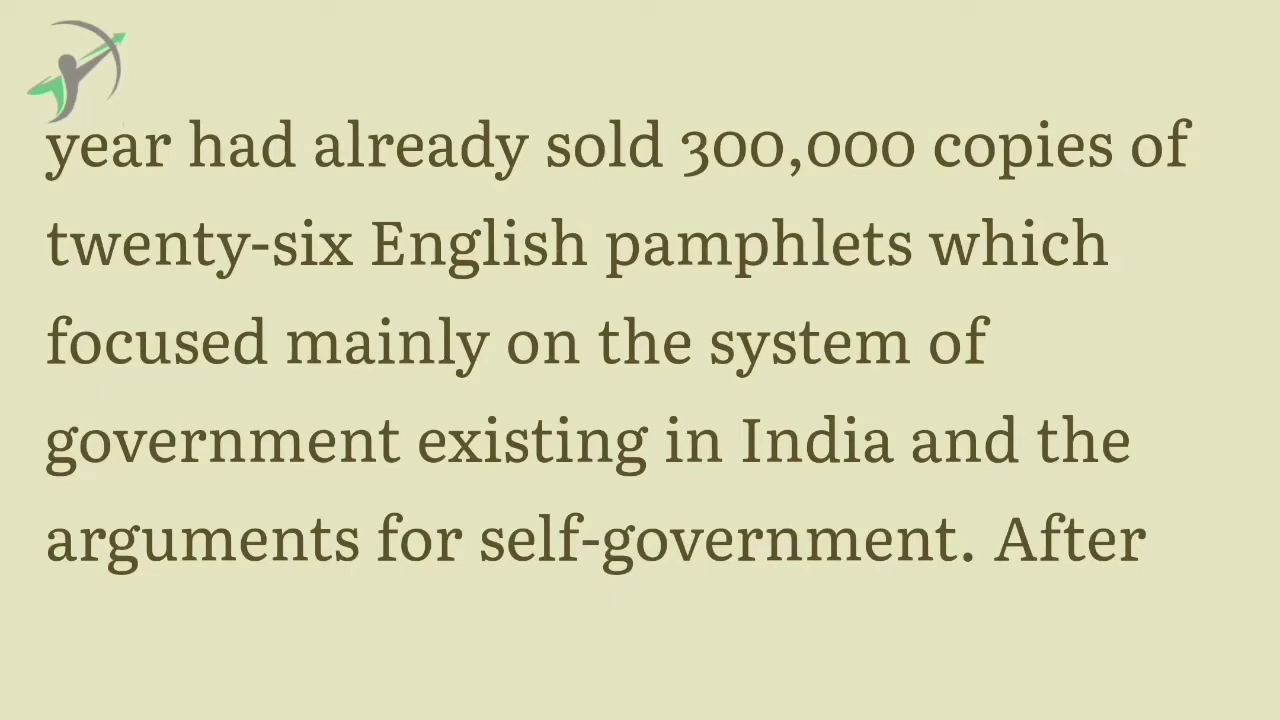 year had already sold 300,000 copies of
twenty-six English pamphlets which
focused mainly on the system of
government existing in India and the
arguments for self-government. After